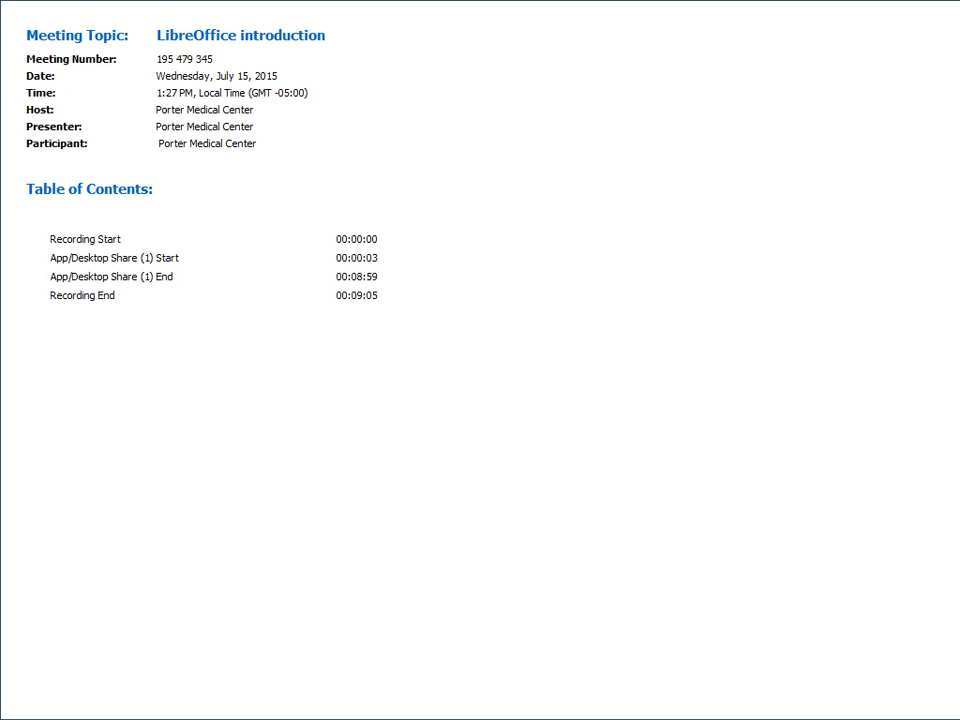 Meeting Topic: LibreOffice introduction
Meeting Number: 195 479 345
Date: Wednesday, July 15, 2015
Time: 1:27 PM, Local Time (GMT -05:00)
Host: Porter Medical Center
Presenter: Porter Medical Center
Participant: Porter Medical Center
Table of Contents:
Recording Start 00:00:00
App/Desktop Share (1) Start 00:00:03
App/Desktop Share (1) End 00:08:59
Recording End 00:09:05